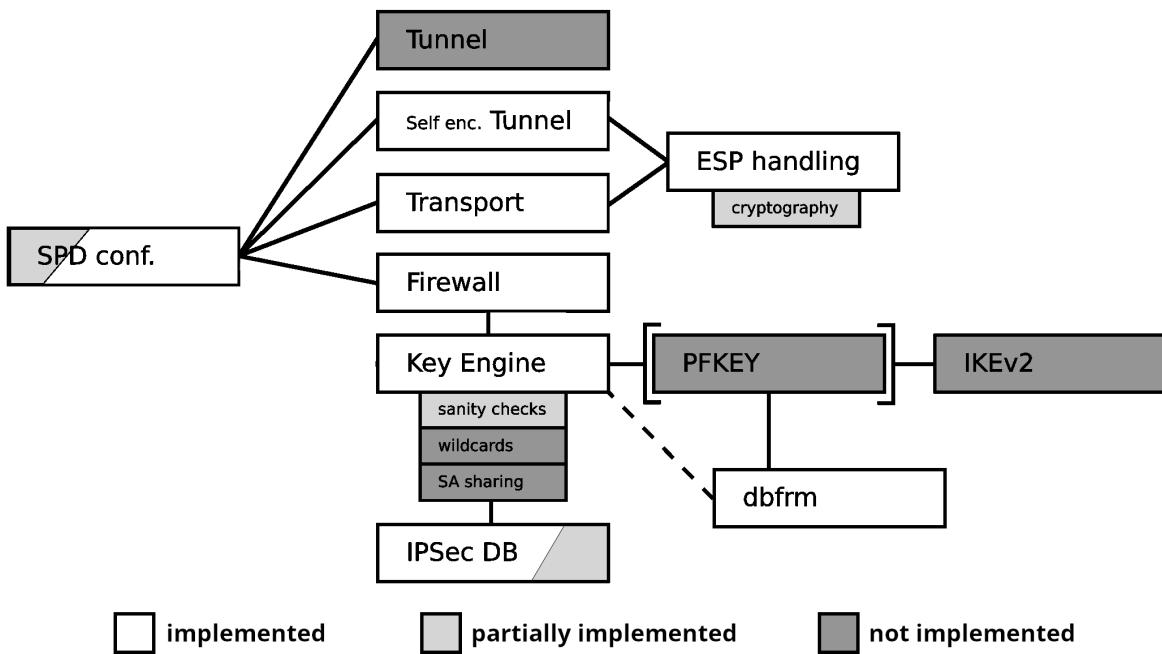 Tunnel
Self enc. Tunnel
ESP handling
cryptography
Transport
SPD conf.
Firewall
Key Engine
PFKEY
IKEv2
sanity checks
wildcards
SA sharing
dbfrm
IPSec DB
implemented
partially implemented
not implemented